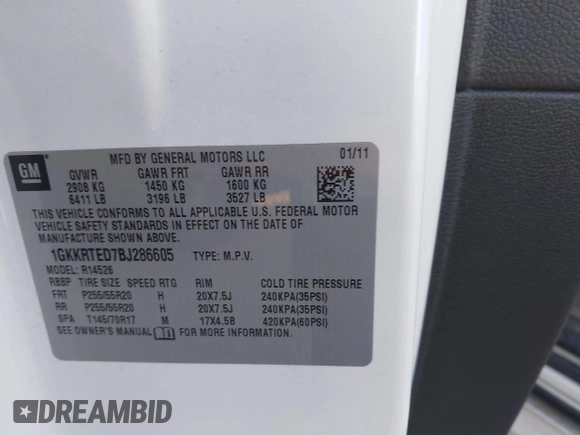 GM
MFD BY GENERAL MOTORS LLC 01/11
GVWR GAWR FRT GAWR RR
2908 KG 1450 KG 1600 KG
6411 LB 3196 LB 3527 LB
THIS VEHICLE CONFORMS TO ALL APPLICABLE U.S. FEDERAL MOTOR
VEHICLE SAFETY STANDARDS IN EFFECT ON THE DATE OF
MANUFACTURE SHOWN ABOVE.
1GKKRTED7BJ286605 TYPE: M.P.V.
MODEL: R14526
RBBP TIRE SIZE SPEED RTG RIM COLD TIRE PRESSURE
FRT P255/55R20 H 20X7.5J 240KPA(35PSI)
RR P255/55R20 H 20X7.5J 240KPA(35PSI)
SPA T145/70R17 M 17X4.5B 420KPA(60PSI)
SEE OWNER'S MANUAL FOR MORE INFORMATION.
DREAMBID